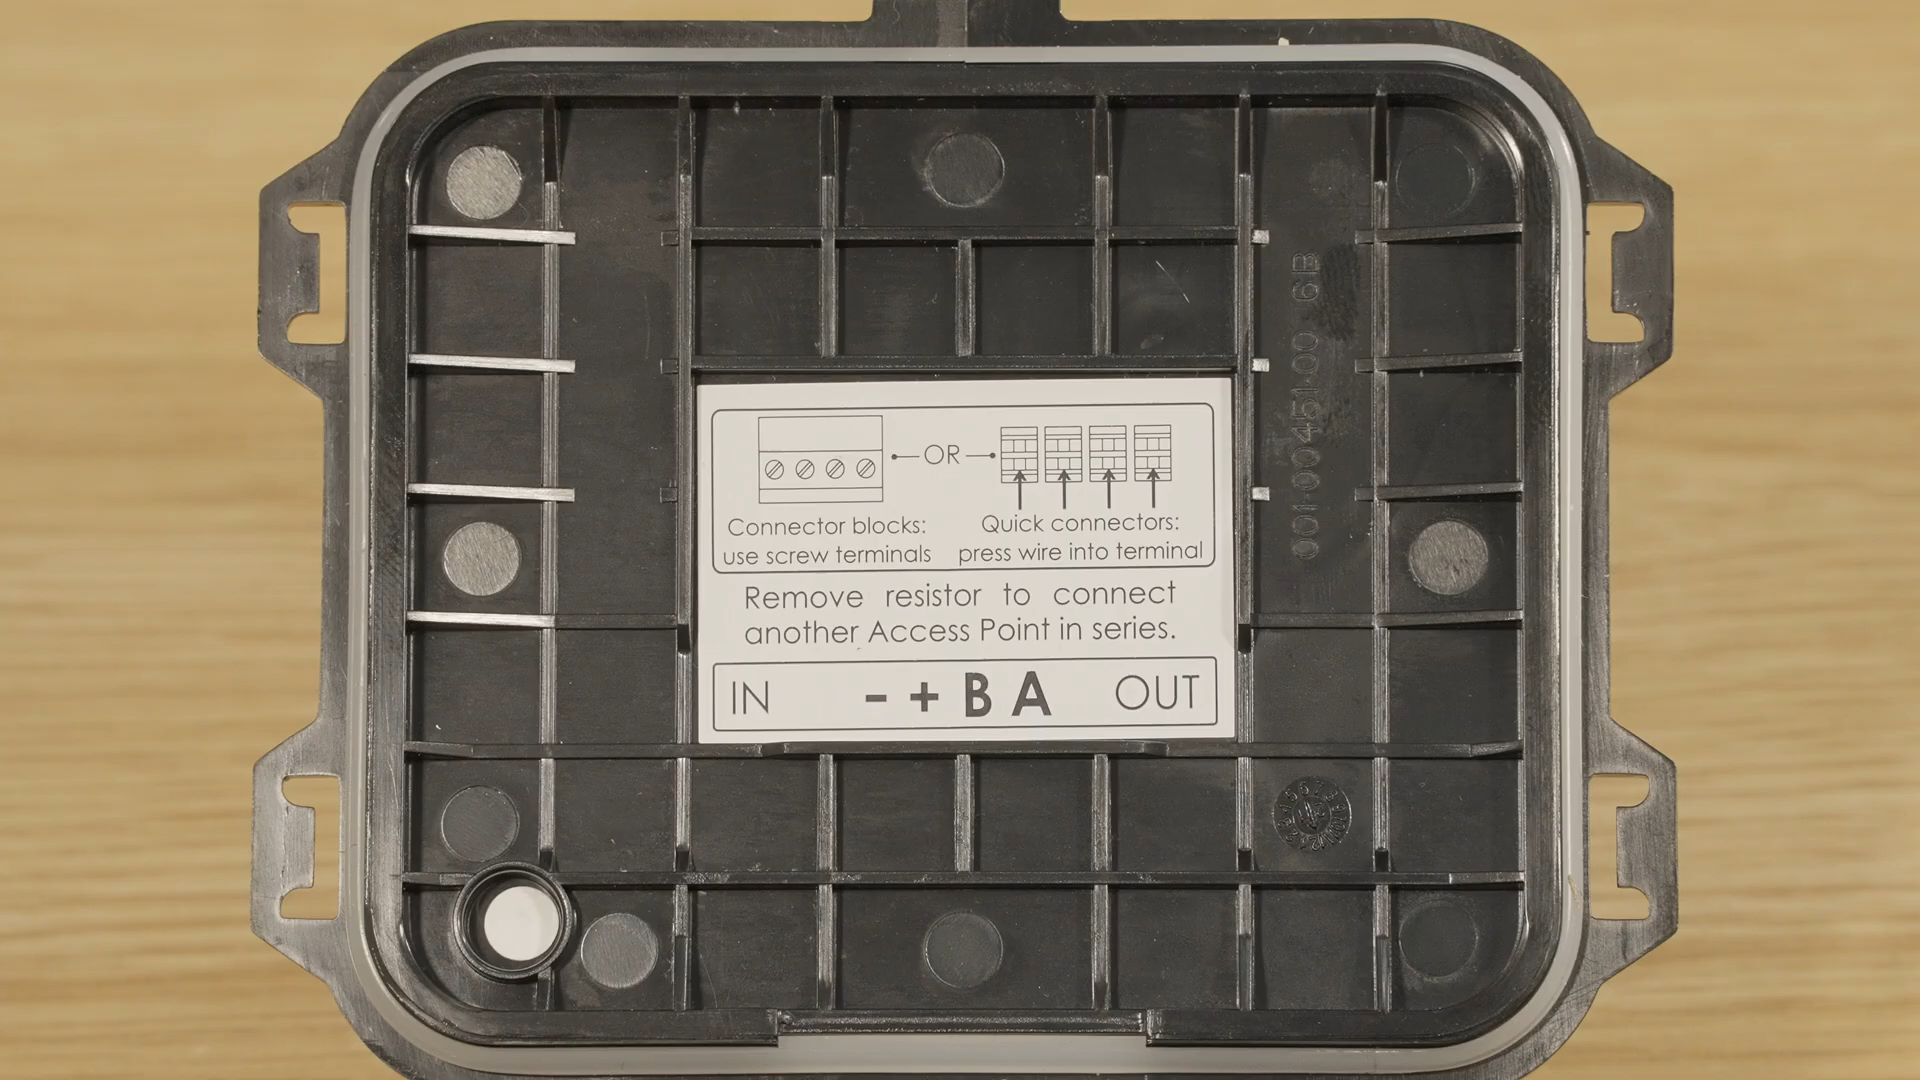 OR
Connector blocks: Quick connectors:
use screw terminals press wire into terminal
Remove resistor to connect
another Access Point in series.
IN - + B A OUT
001-00451-00 6B